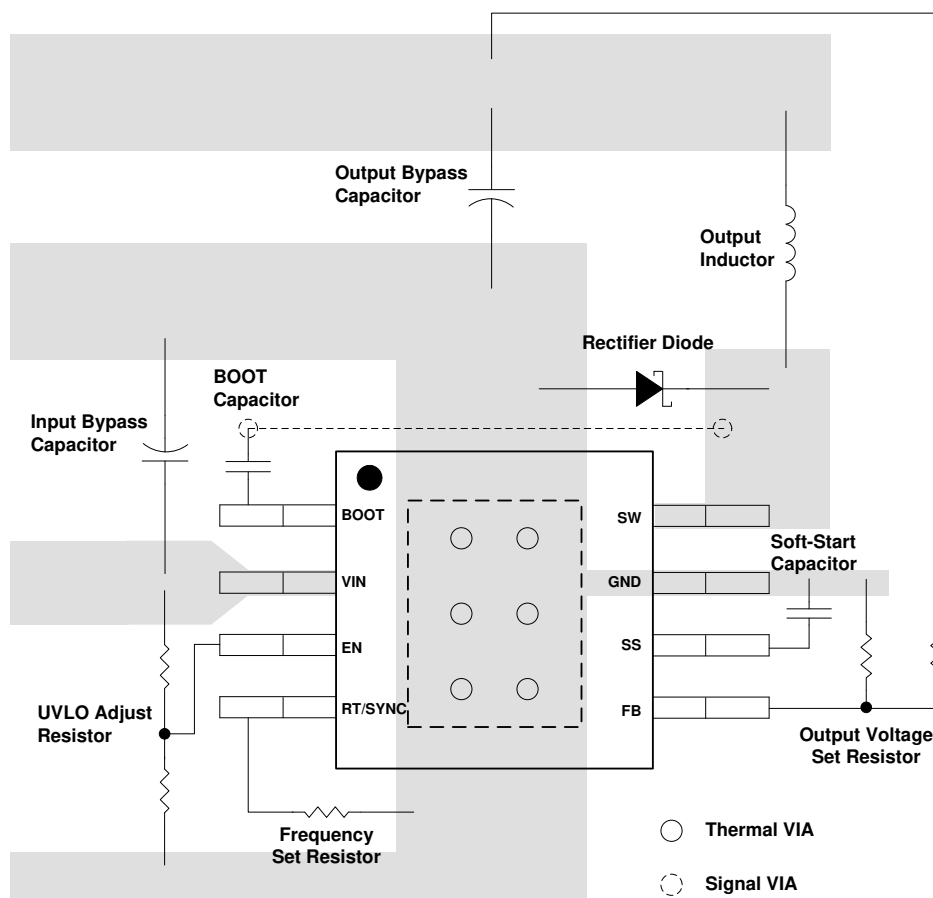 Output Bypass
Capacitor
Output
Inductor
Rectifier Diode
BOOT
Capacitor
Input Bypass
Capacitor
BOOT
SW
Soft-Start
Capacitor
VIN
GND
EN
SS
RT/SYNC
FB
UVLO Adjust
Resistor
Output Voltage
Set Resistor
Frequency
Set Resistor
Thermal VIA
Signal VIA